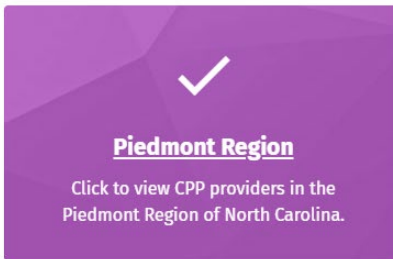 Piedmont Region
Click to view CPP providers in the
Piedmont Region of North Carolina.